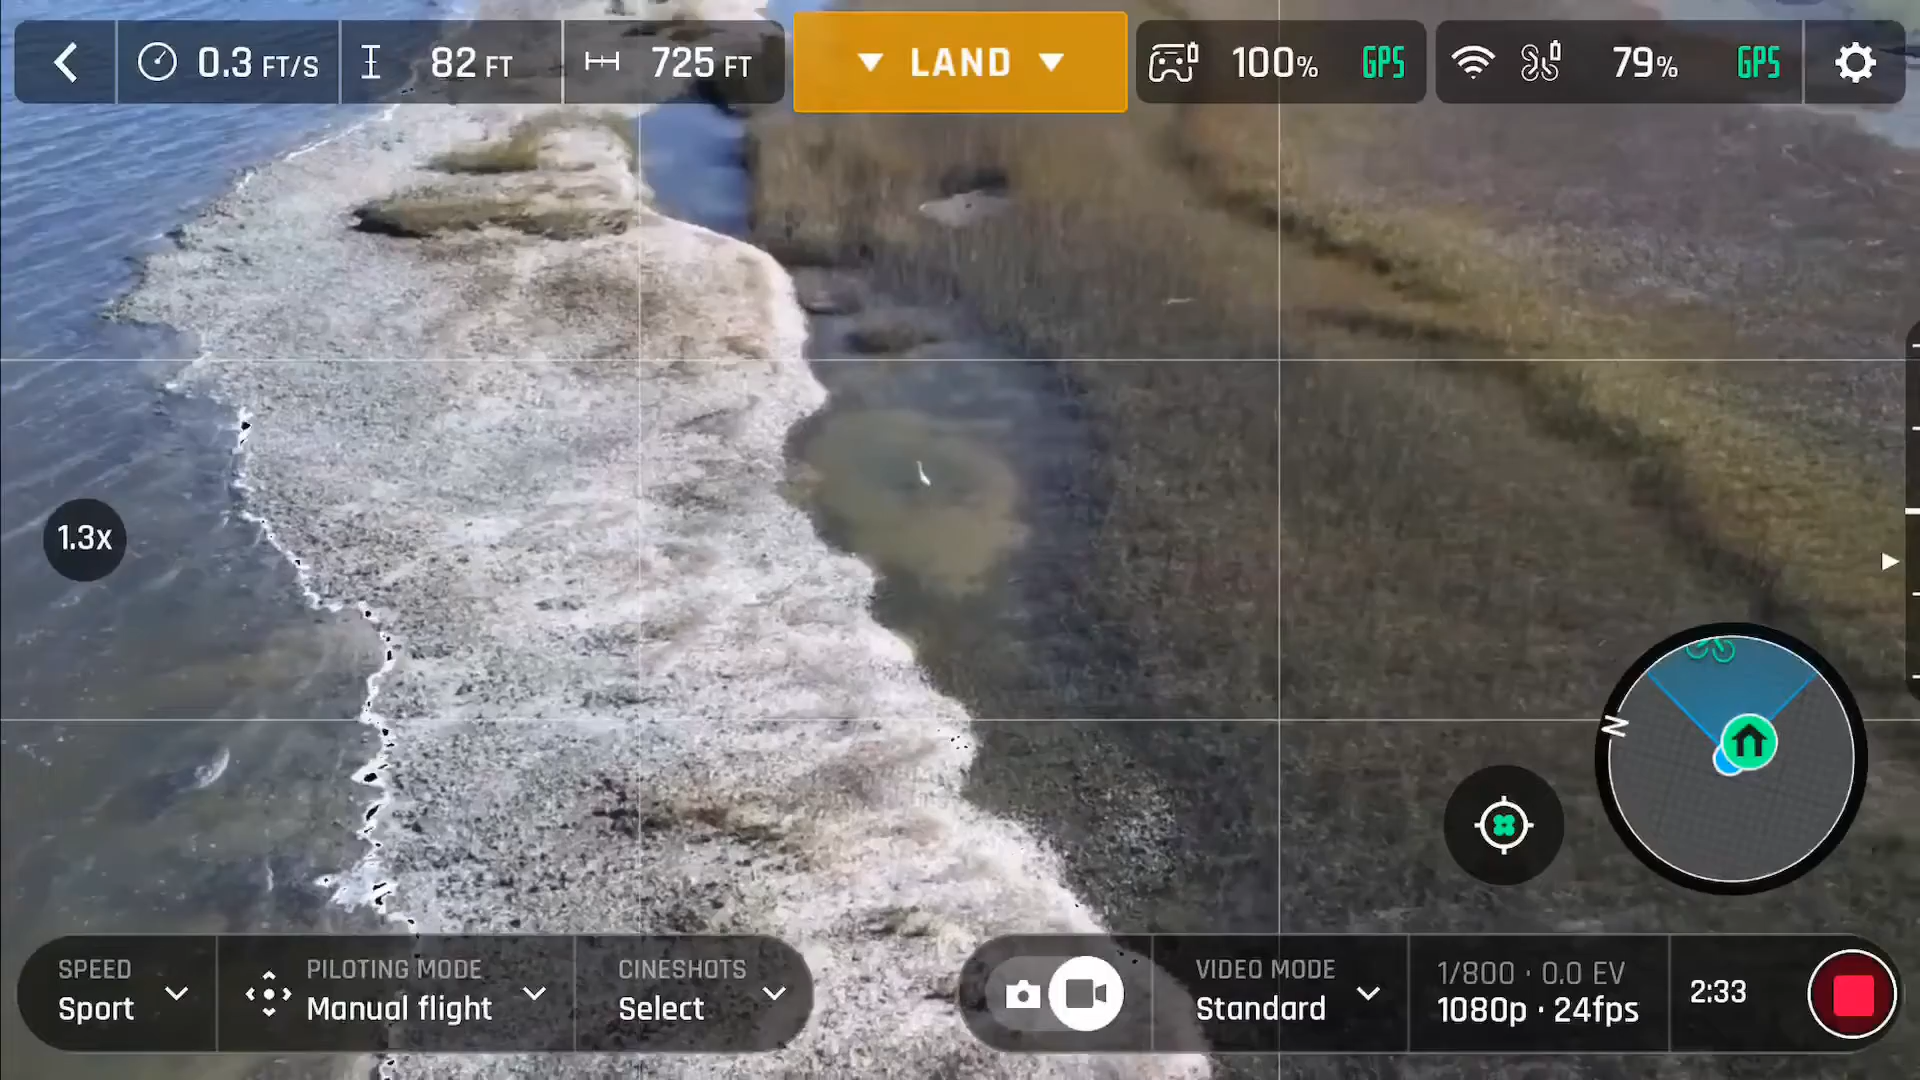 0.3 FT/S
82 FT
725 FT
LAND
100%
GPS
79%
GPS
1.3x
N
SPEED
Sport
PILOTING MODE
Manual flight
CINESHOTS
Select
VIDEO MODE
Standard
1/800 · 0.0 EV
1080p · 24fps
2:33